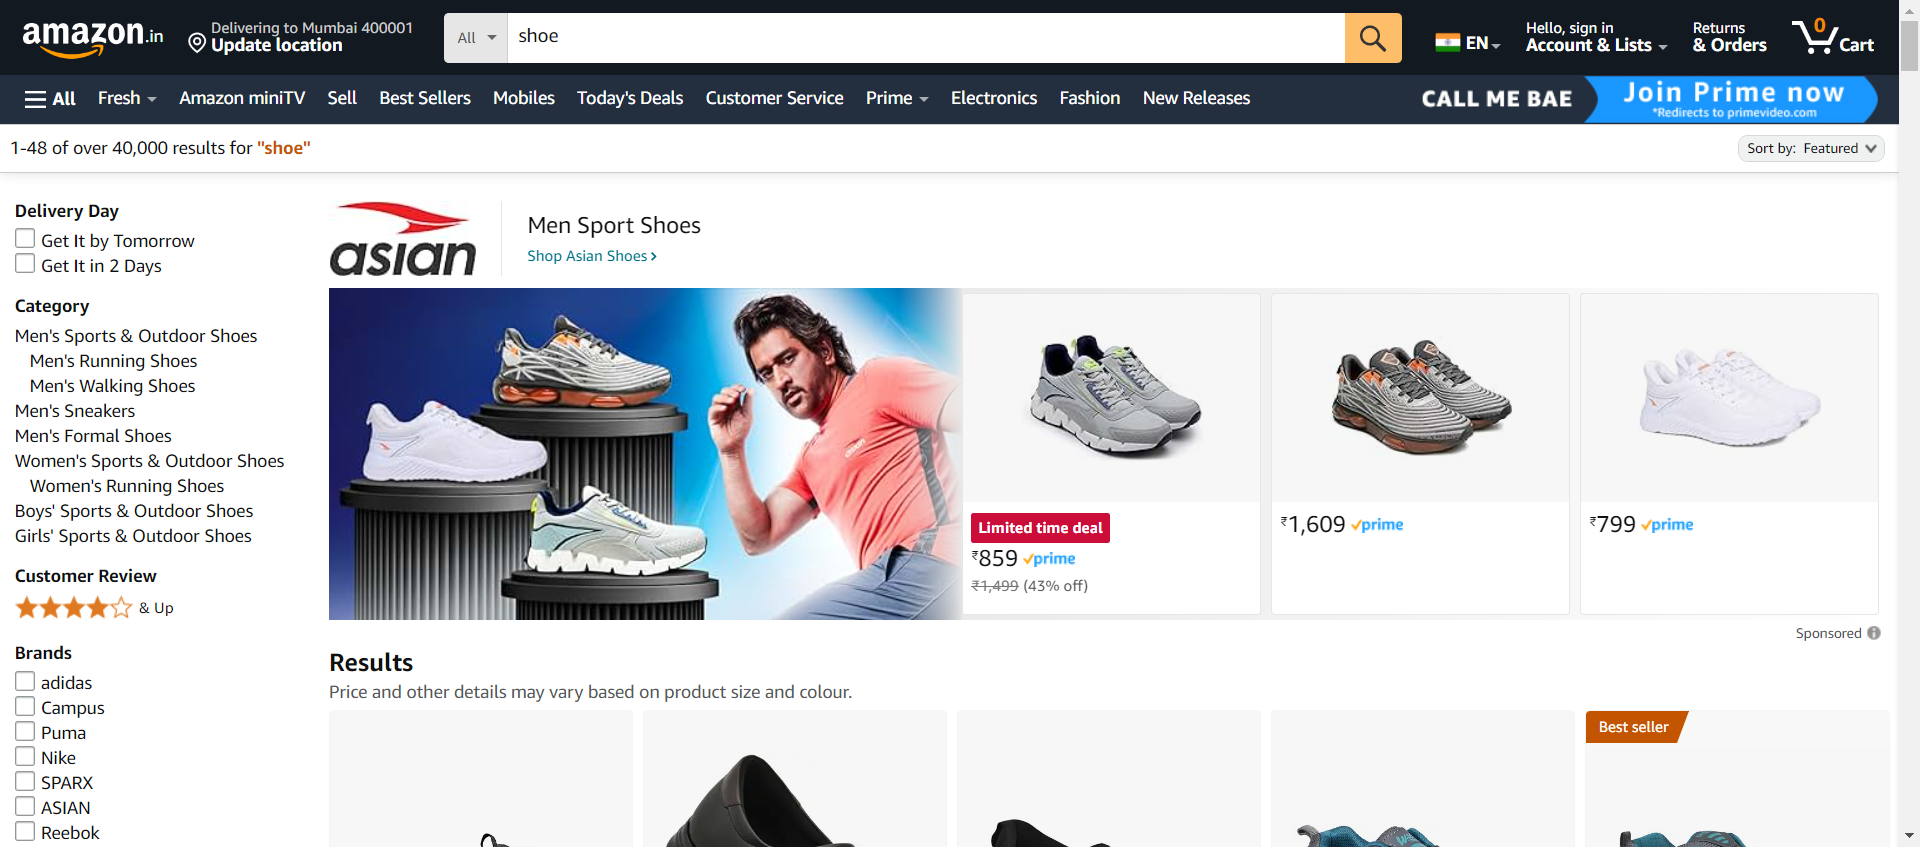 amazon.in
Delivering to Mumbai 400001
Update location
All
shoe
EN
Hello, sign in
Account & Lists
Returns
& Orders
0
Cart
All
Fresh
Amazon miniTV
Sell
Best Sellers
Mobiles
Today's Deals
Customer Service
Prime
Electronics
Fashion
New Releases
CALL ME BAE
Join Prime now
*Redirects to primevideo.com
1-48 of over 40,000 results for "shoe"
Sort by: Featured
Delivery Day
Get It by Tomorrow
Get It in 2 Days
Category
Men's Sports & Outdoor Shoes
Men's Running Shoes
Men's Walking Shoes
Men's Sneakers
Men's Formal Shoes
Women's Sports & Outdoor Shoes
Women's Running Shoes
Boys' Sports & Outdoor Shoes
Girls' Sports & Outdoor Shoes
Customer Review
& Up
Brands
adidas
Campus
Puma
Nike
SPARX
ASIAN
Reebok
asian
Men Sport Shoes
Shop Asian Shoes ›
Limited time deal
₹859 prime
₹1,499 (43% off)
₹1,609 prime
₹799 prime
Sponsored
Results
Price and other details may vary based on product size and colour.
Best seller